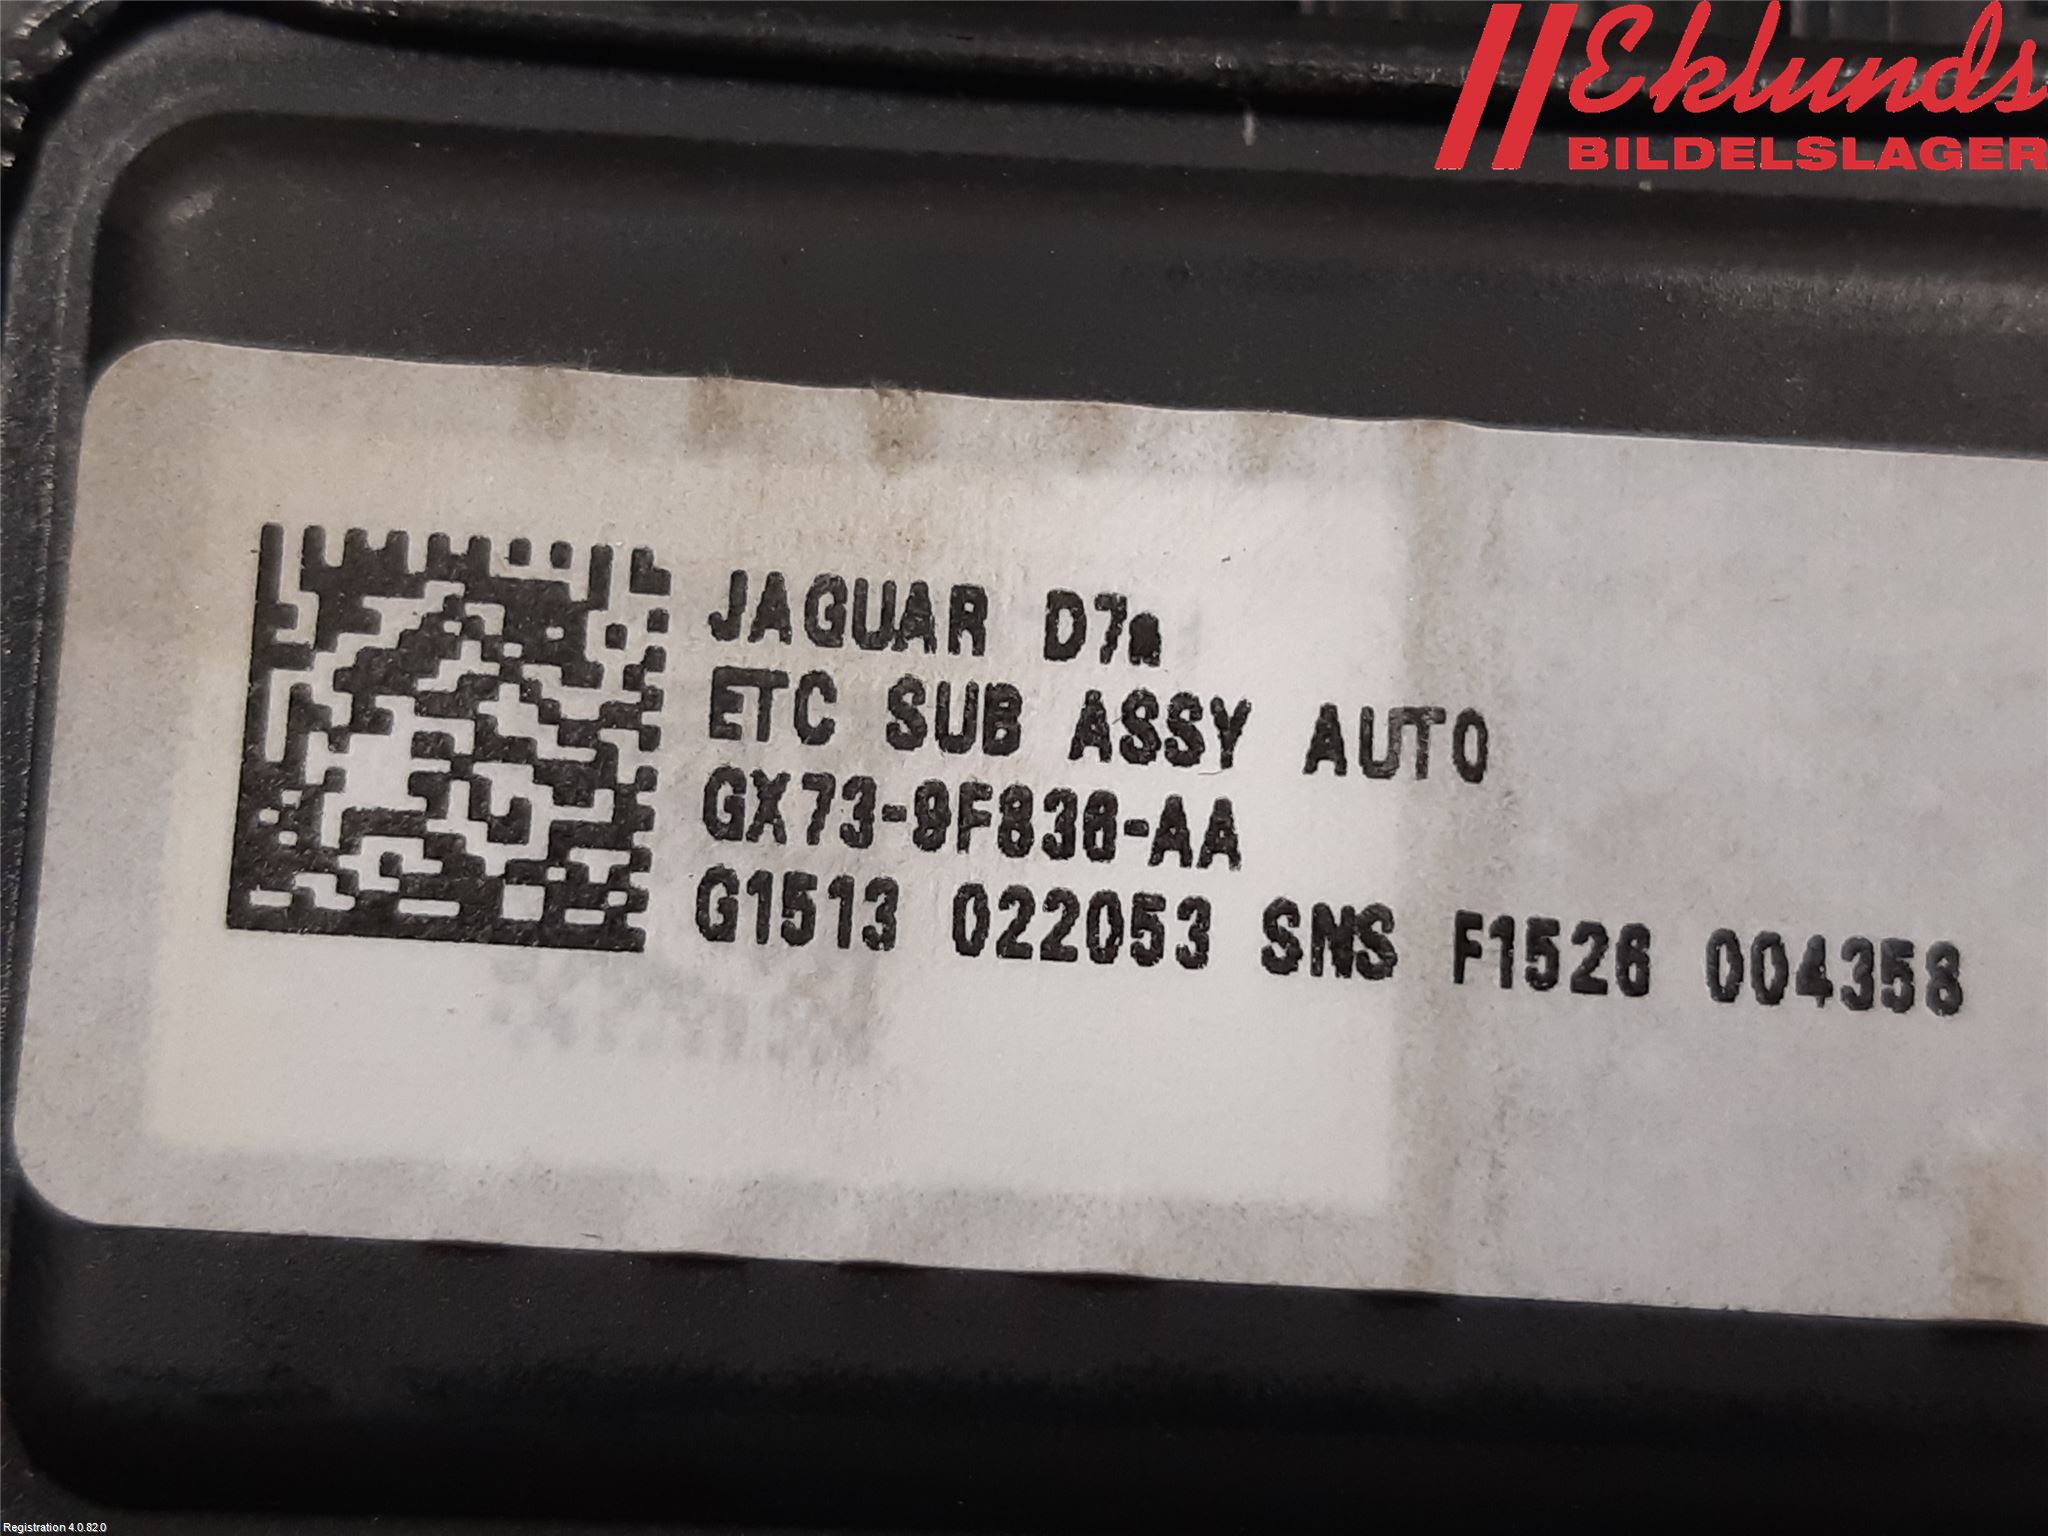 Eklunds
BILDELSLAGER
JAGUAR D7a
ETC SUB ASSY AUTO
GX73-9F836-AA
G1513 022053 SNS F1526 004358
Registration 4.0.82.0